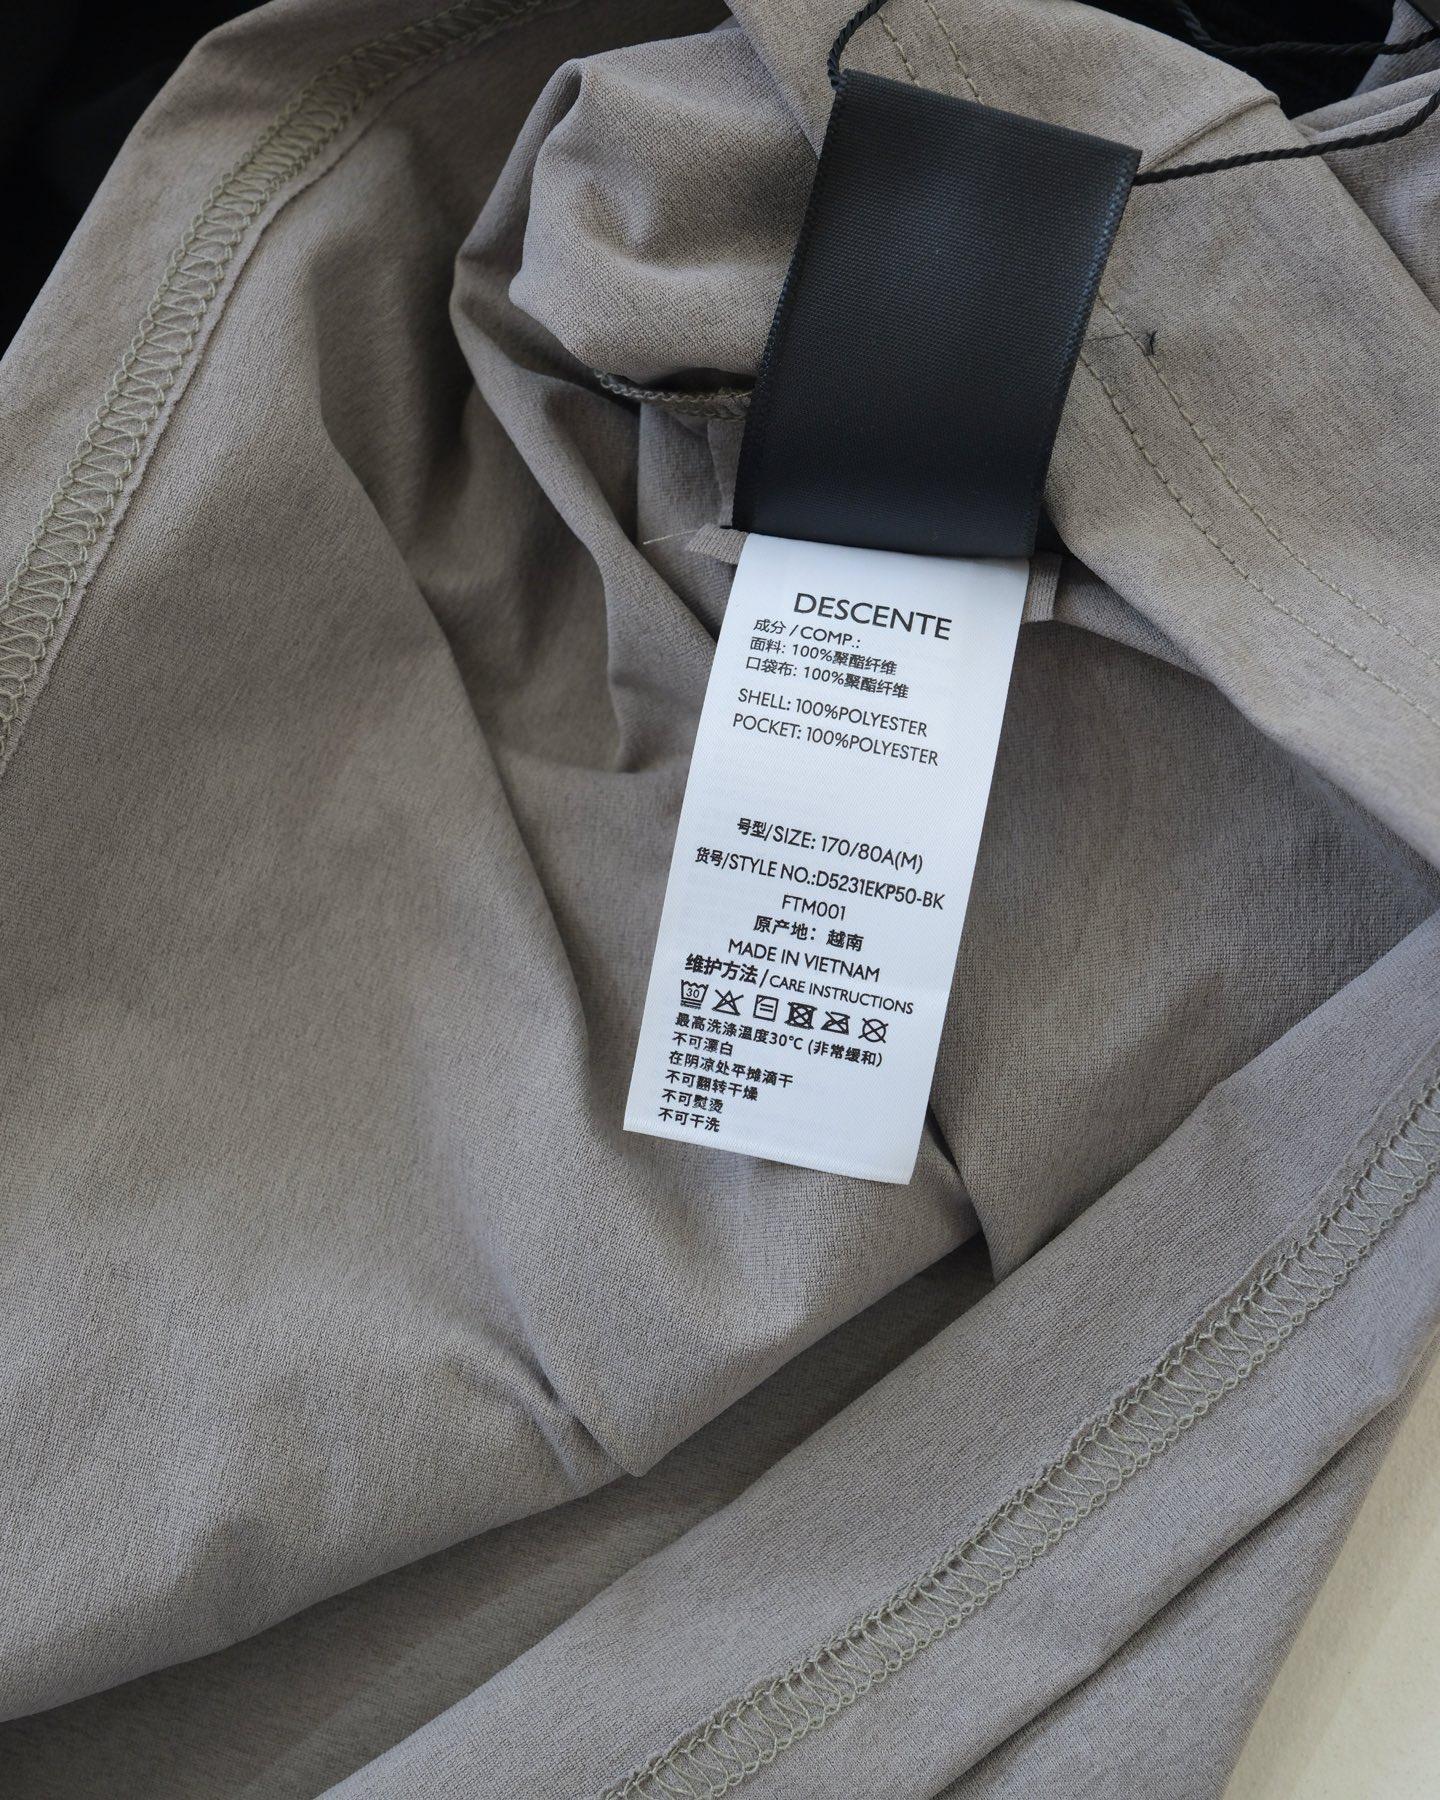 DESCENTE
成分 / COMP.:
面料: 100%聚酯纤维
口袋布: 100%聚酯纤维
SHELL: 100%POLYESTER
POCKET: 100%POLYESTER
号型/SIZE: 170/80A(M)
货号/STYLE NO.:D5231EKP50-BK
FTM001
原产地：越南
MADE IN VIETNAM
维护方法 / CARE INSTRUCTIONS
30
最高洗涤温度30°C (非常缓和)
不可漂白
在阴凉处平摊滴干
不可翻转干燥
不可熨烫
不可干洗